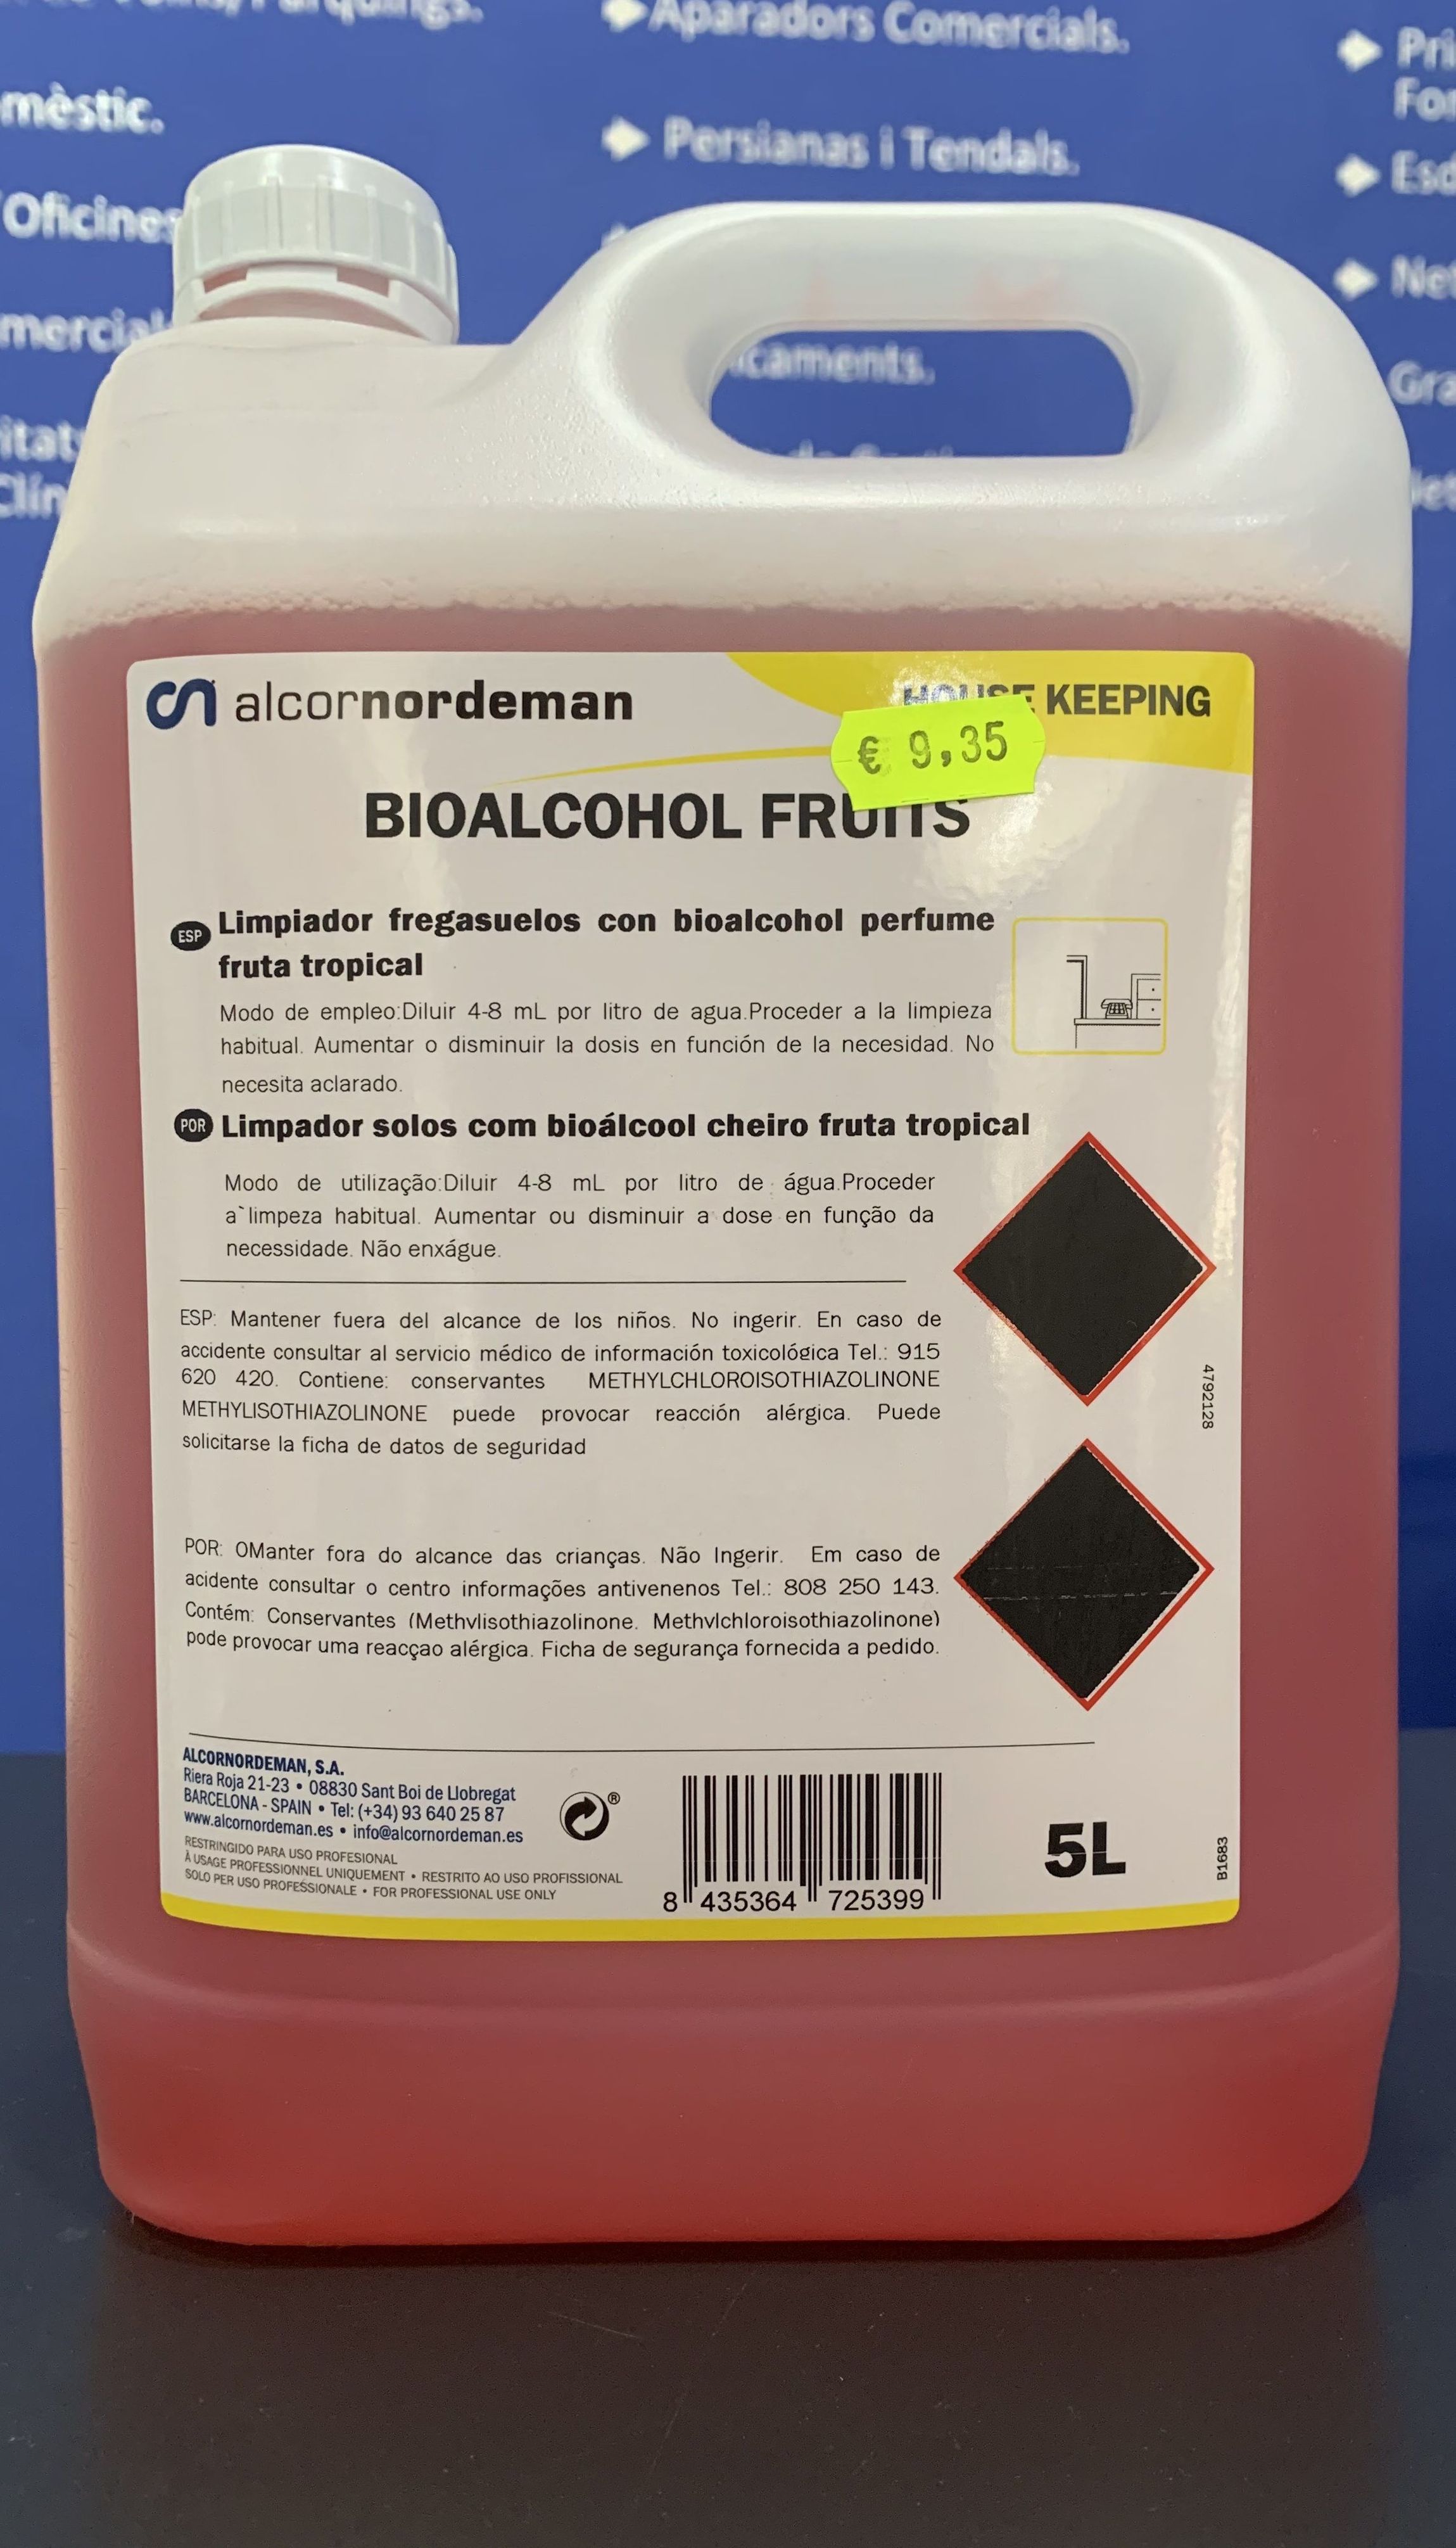 Aparadors Comercials.
mèstic.
Persianas i Tendals.
Oficines
caments.
alcornordeman
HOUSE KEEPING
€ 9,35
BIOALCOHOL FRUITS
ESP Limpiador fregasuelos con bioalcohol perfume
fruta tropical
Modo de empleo:Diluir 4-8 mL por litro de agua.Proceder a la limpieza
habitual. Aumentar o disminuir la dosis en función de la necesidad. No
necesita aclarado.
POR Limpador solos com bioálcool cheiro fruta tropical
Modo de utilização:Diluir 4-8 mL por litro de água.Proceder
a`limpeza habitual. Aumentar ou disminuir a dose en função da
necessidade. Não enxágue.
ESP: Mantener fuera del alcance de los niños. No ingerir. En caso de
accidente consultar al servicio médico de información toxicológica Tel.: 915
620 420. Contiene: conservantes METHYLCHLOROISOTHIAZOLINONE
METHYLISOTHIAZOLINONE puede provocar reacción alérgica. Puede
solicitarse la ficha de datos de seguridad
4792128
POR: OManter fora do alcance das crianças. Não Ingerir. Em caso de
acidente consultar o centro informações antivenenos Tel.: 808 250 143.
Contém: Conservantes (Methylisothiazolinone. Methylchloroisothiazolinone)
pode provocar uma reacçao alérgica. Ficha de segurança fornecida a pedido.
ALCORNORDEMAN, S.A.
Riera Roja 21-23 • 08830 Sant Boi de Llobregat
BARCELONA - SPAIN • Tel: (+34) 93 640 25 87
www.alcornordeman.es • info@alcornordeman.es
RESTRINGIDO PARA USO PROFESIONAL
À USAGE PROFESSIONNEL UNIQUEMENT • RESTRITO AO USO PROFISSIONAL
SOLO PER USO PROFESSIONALE • FOR PROFESSIONAL USE ONLY
®
8 435364 725399
5L
B1683